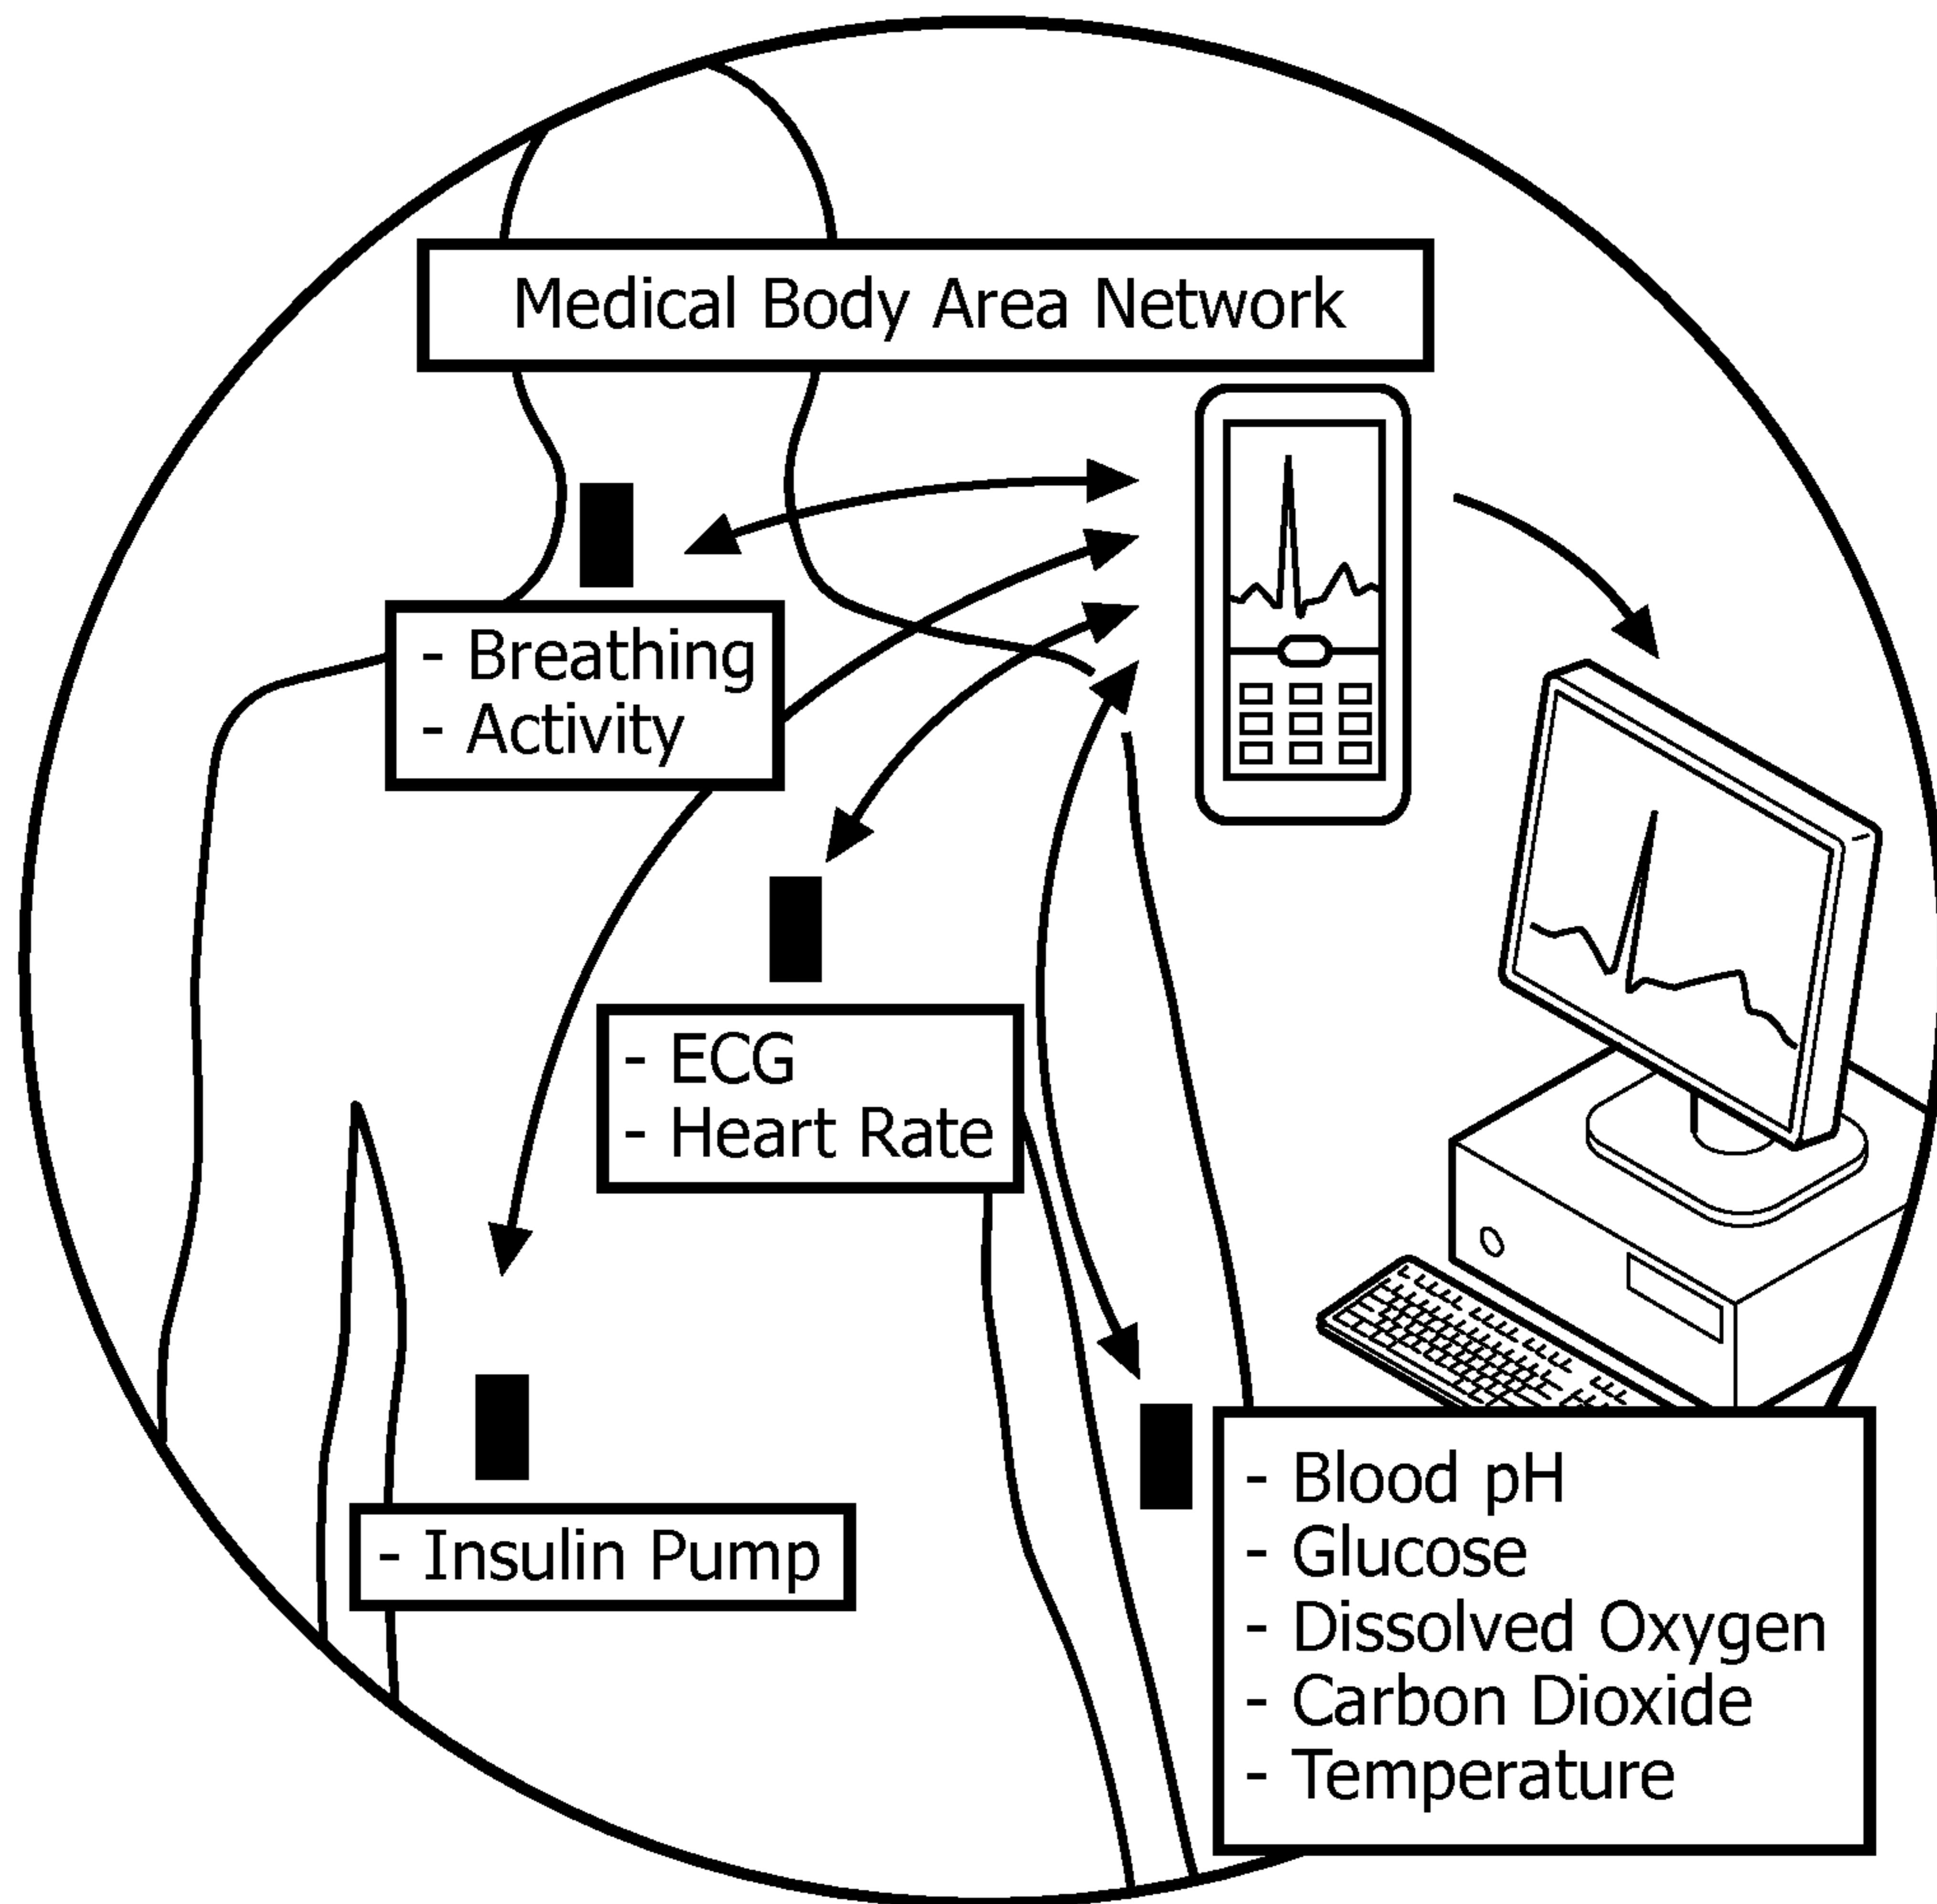 Medical Body Area Network
- Breathing
- Activity
- ECG
- Heart Rate
- Insulin Pump
- Blood pH
- Glucose
- Dissolved Oxygen
- Carbon Dioxide
- Temperature